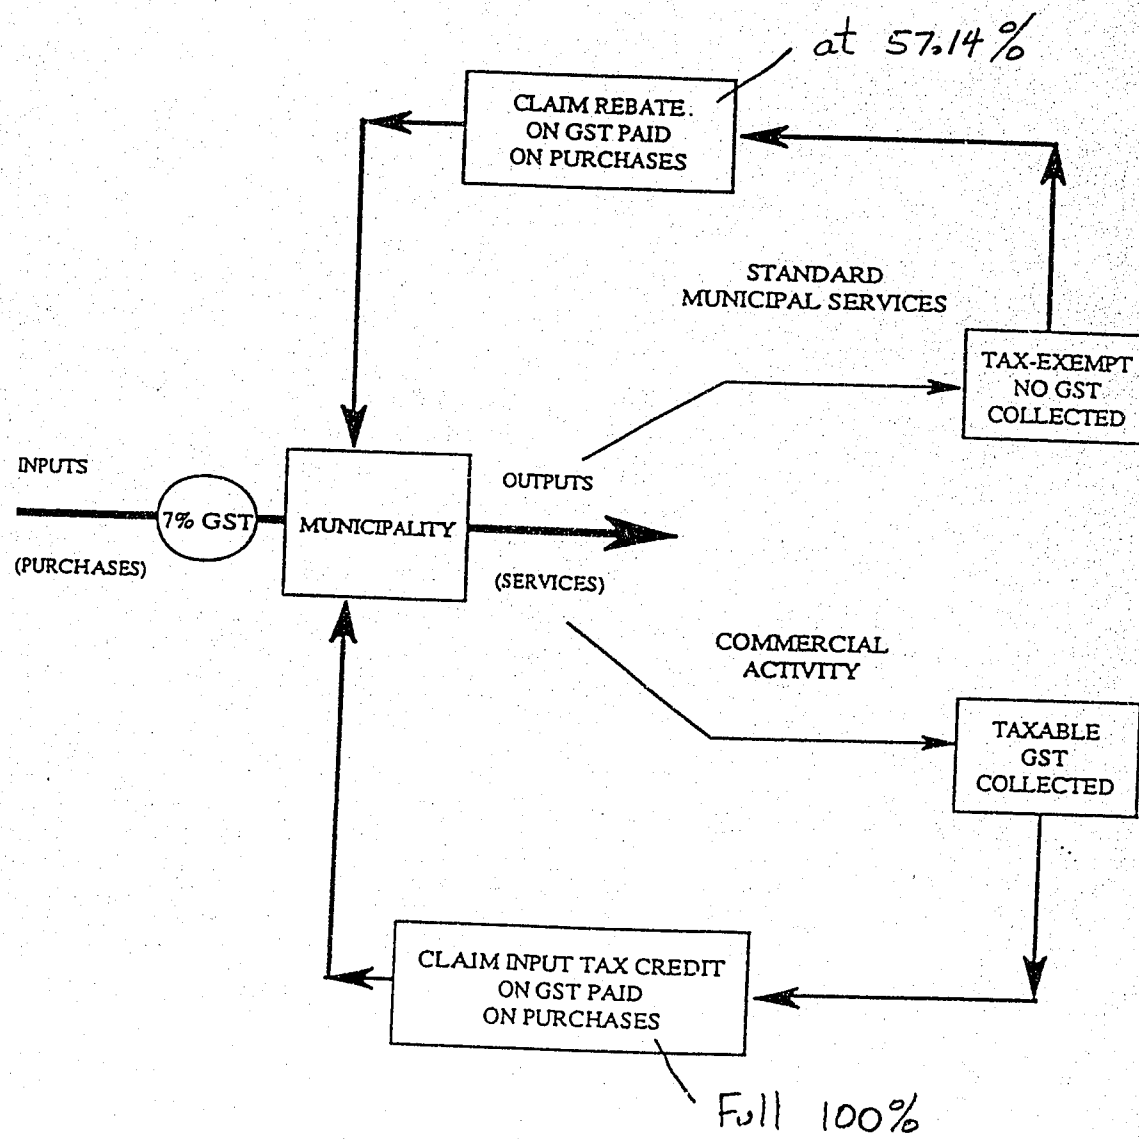 at 57.14%
CLAIM REBATE.
ON GST PAID
ON PURCHASES
STANDARD
MUNICIPAL SERVICES
TAX-EXEMPT
NO GST
COLLECTED
INPUTS
(PURCHASES)
7% GST
MUNICIPALITY
OUTPUTS
(SERVICES)
COMMERCIAL
ACTIVITY
TAXABLE
GST
COLLECTED
CLAIM INPUT TAX CREDIT
ON GST PAID
ON PURCHASES
Full 100%